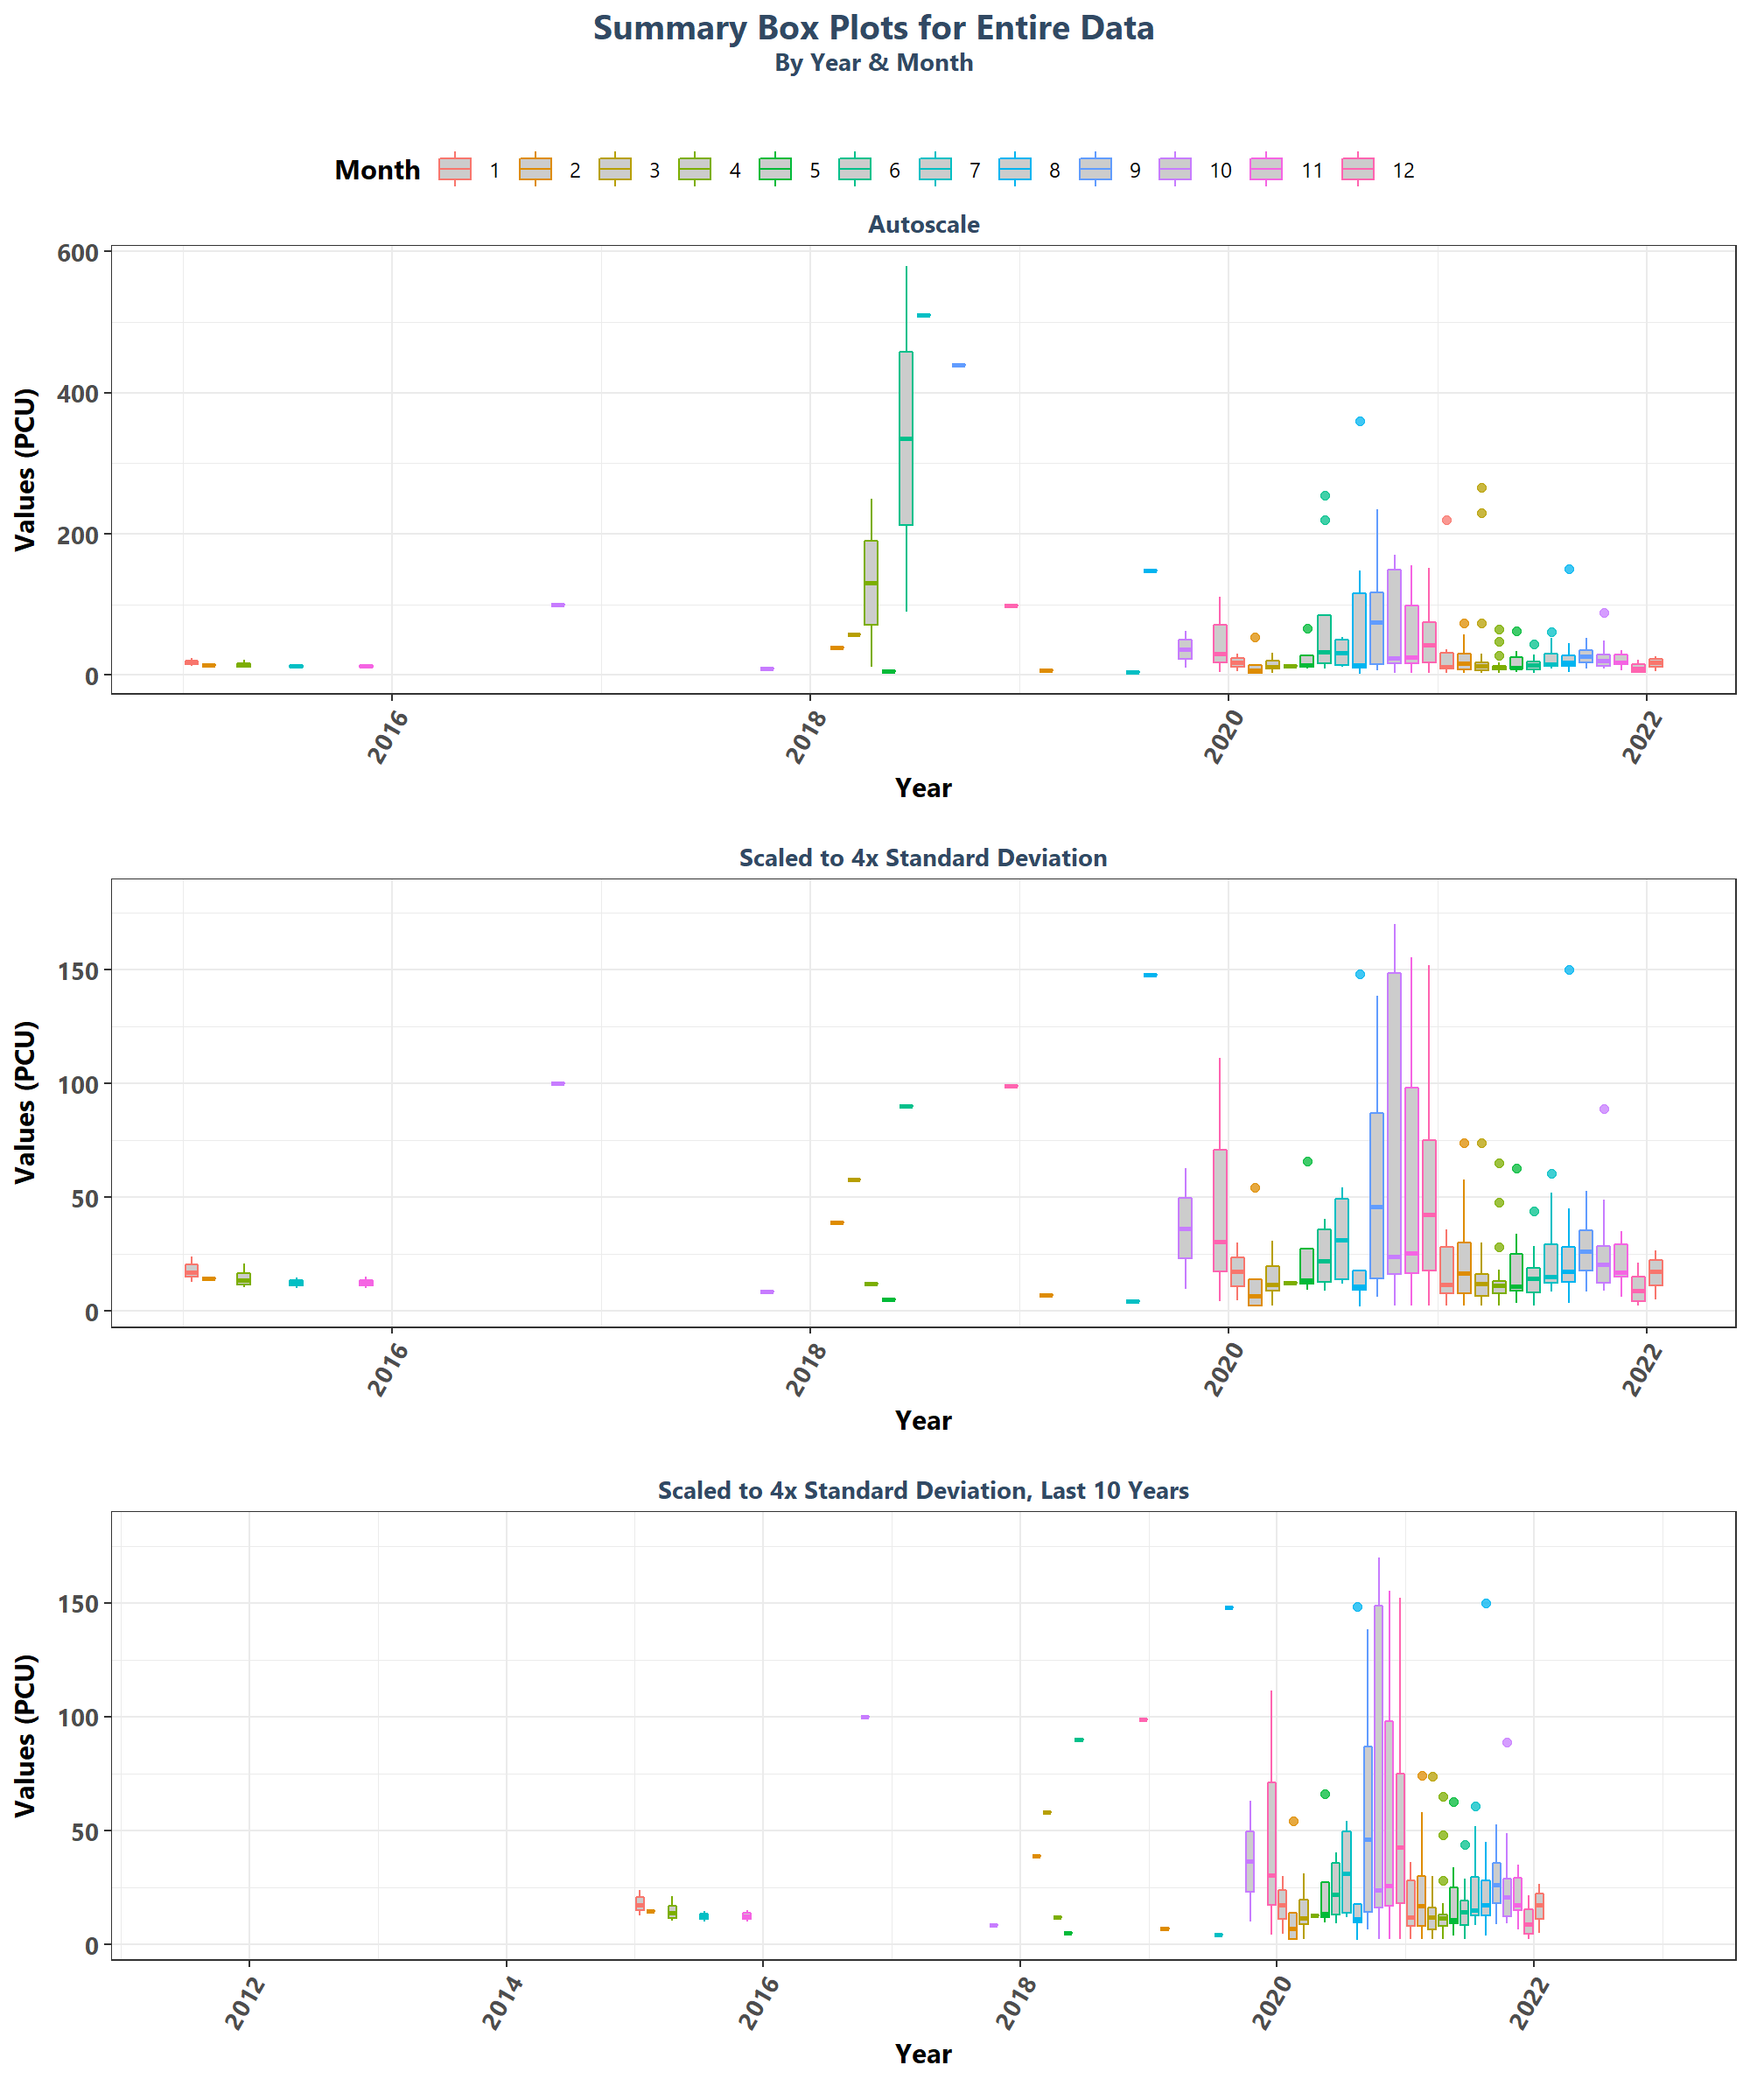 Summary Box Plots for Entire Data
By Year & Month
Month 1 2 3 4 5 6 7 8 9 10 11 12
Autoscale
600
400
200
0
Values (PCU)
2016 2018 2020 2022
Year
Scaled to 4x Standard Deviation
150
100
50
0
Values (PCU)
2016 2018 2020 2022
Year
Scaled to 4x Standard Deviation, Last 10 Years
150
100
50
0
Values (PCU)
2012 2014 2016 2018 2020 2022
Year